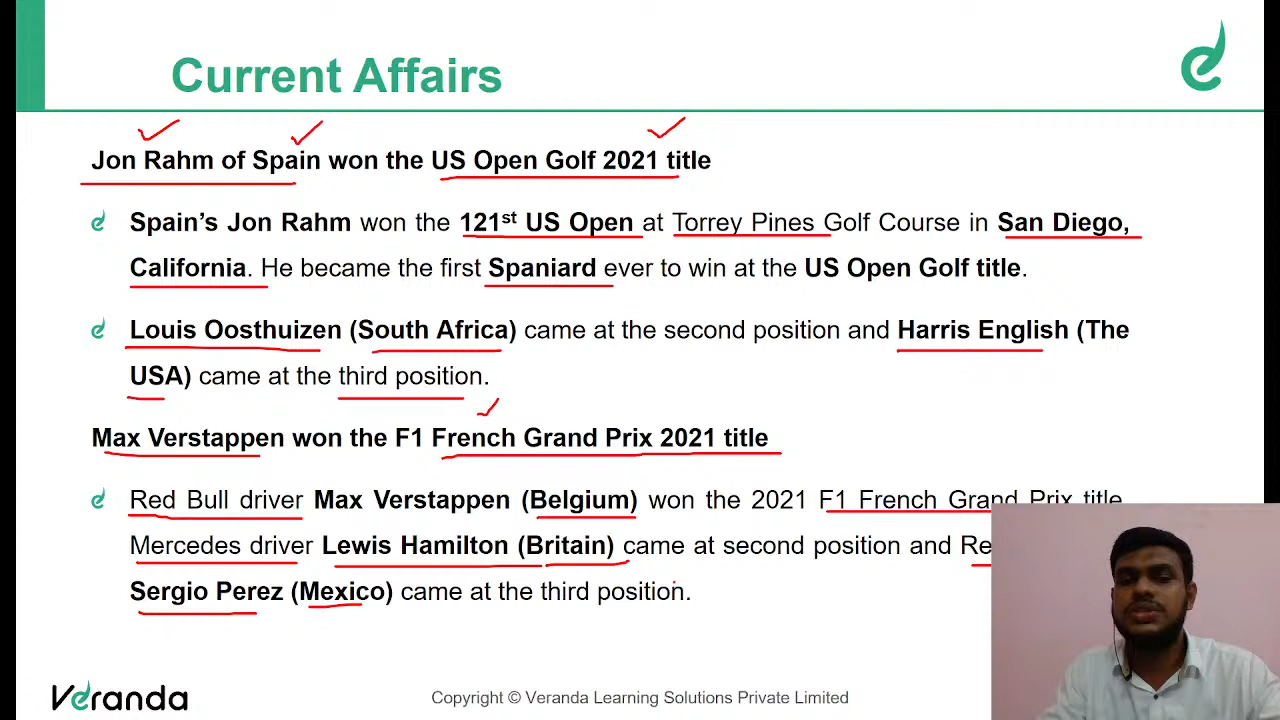 Current Affairs
Jon Rahm of Spain won the US Open Golf 2021 title
Spain's Jon Rahm won the 121st US Open at Torrey Pines Golf Course in San Diego,
California. He became the first Spaniard ever to win at the US Open Golf title.
Louis Oosthuizen (South Africa) came at the second position and Harris English (The
USA) came at the third position.
Max Verstappen won the F1 French Grand Prix 2021 title
Red Bull driver Max Verstappen (Belgium) won the 2021 F1 French Grand Prix title
Mercedes driver Lewis Hamilton (Britain) came at second position and
Sergio Perez (Mexico) came at the third position.
Veranda
Copyright © Veranda Learning Solutions Private Limited